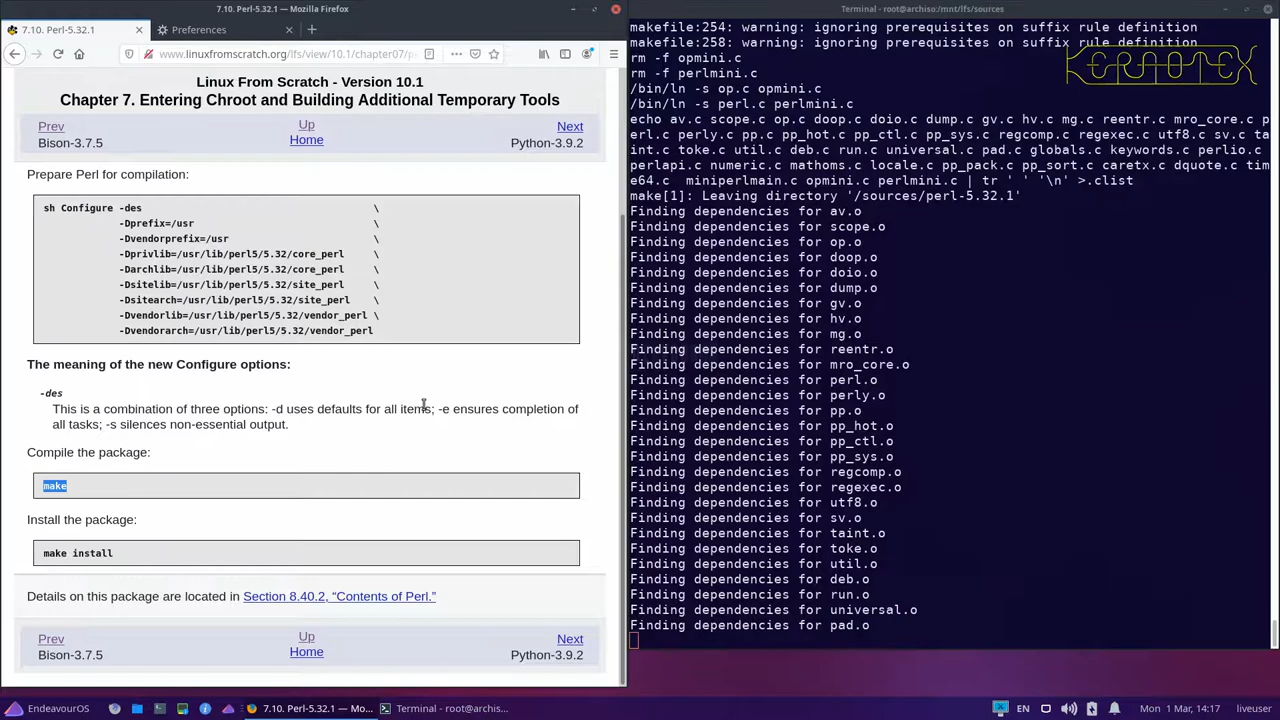 7.10. Perl-5.32.1 — Mozilla Firefox
Terminal - root@archiso:/mnt/lfs/sources
7.10. Perl-5.32.1
Preferences
www.linuxfromscratch.org/lfs/view/10.1/chapter07/p
Linux From Scratch - Version 10.1
Chapter 7. Entering Chroot and Building Additional Temporary Tools
Prev
Up
Next
Bison-3.7.5
Home
Python-3.9.2
Prepare Perl for compilation:
sh Configure -des \
-Dprefix=/usr \
-Dvendorprefix=/usr \
-Dprivlib=/usr/lib/perl5/5.32/core_perl \
-Darchlib=/usr/lib/perl5/5.32/core_perl \
-Dsitelib=/usr/lib/perl5/5.32/site_perl \
-Dsitearch=/usr/lib/perl5/5.32/site_perl \
-Dvendorlib=/usr/lib/perl5/5.32/vendor_perl \
-Dvendorarch=/usr/lib/perl5/5.32/vendor_perl
The meaning of the new Configure options:
-des
This is a combination of three options: -d uses defaults for all items; -e ensures completion of
all tasks; -s silences non-essential output.
Compile the package:
make
Install the package:
make install
Details on this package are located in Section 8.40.2, “Contents of Perl.”
Prev
Up
Next
Bison-3.7.5
Home
Python-3.9.2
makefile:254: warning: ignoring prerequisites on suffix rule definition
makefile:258: warning: ignoring prerequisites on suffix rule definition
rm -f opmini.c
rm -f perlmini.c
/bin/ln -s op.c opmini.c
/bin/ln -s perl.c perlmini.c
echo av.c scope.c op.c doop.c doio.c dump.c gv.c hv.c mg.c reentr.c mro_core.c p
erl.c perly.c pp.c pp_hot.c pp_ctl.c pp_sys.c regcomp.c regexec.c utf8.c sv.c ta
int.c toke.c util.c deb.c run.c universal.c pad.c globals.c keywords.c perlio.c
perlapi.c numeric.c mathoms.c locale.c pp_pack.c pp_sort.c caretx.c dquote.c tim
e64.c  miniperlmain.c opmini.c perlmini.c | tr ' ' '\n' >.clist
make[1]: Leaving directory '/sources/perl-5.32.1'
Finding dependencies for av.o
Finding dependencies for scope.o
Finding dependencies for op.o
Finding dependencies for doop.o
Finding dependencies for doio.o
Finding dependencies for dump.o
Finding dependencies for gv.o
Finding dependencies for hv.o
Finding dependencies for mg.o
Finding dependencies for reentr.o
Finding dependencies for mro_core.o
Finding dependencies for perl.o
Finding dependencies for perly.o
Finding dependencies for pp.o
Finding dependencies for pp_hot.o
Finding dependencies for pp_ctl.o
Finding dependencies for pp_sys.o
Finding dependencies for regcomp.o
Finding dependencies for regexec.o
Finding dependencies for utf8.o
Finding dependencies for sv.o
Finding dependencies for taint.o
Finding dependencies for toke.o
Finding dependencies for util.o
Finding dependencies for deb.o
Finding dependencies for run.o
Finding dependencies for universal.o
Finding dependencies for pad.o
EndeavourOS
7.10. Perl-5.32.1 — Mo...
Terminal - root@archis...
EN
Mon 1 Mar, 14:17
liveuser